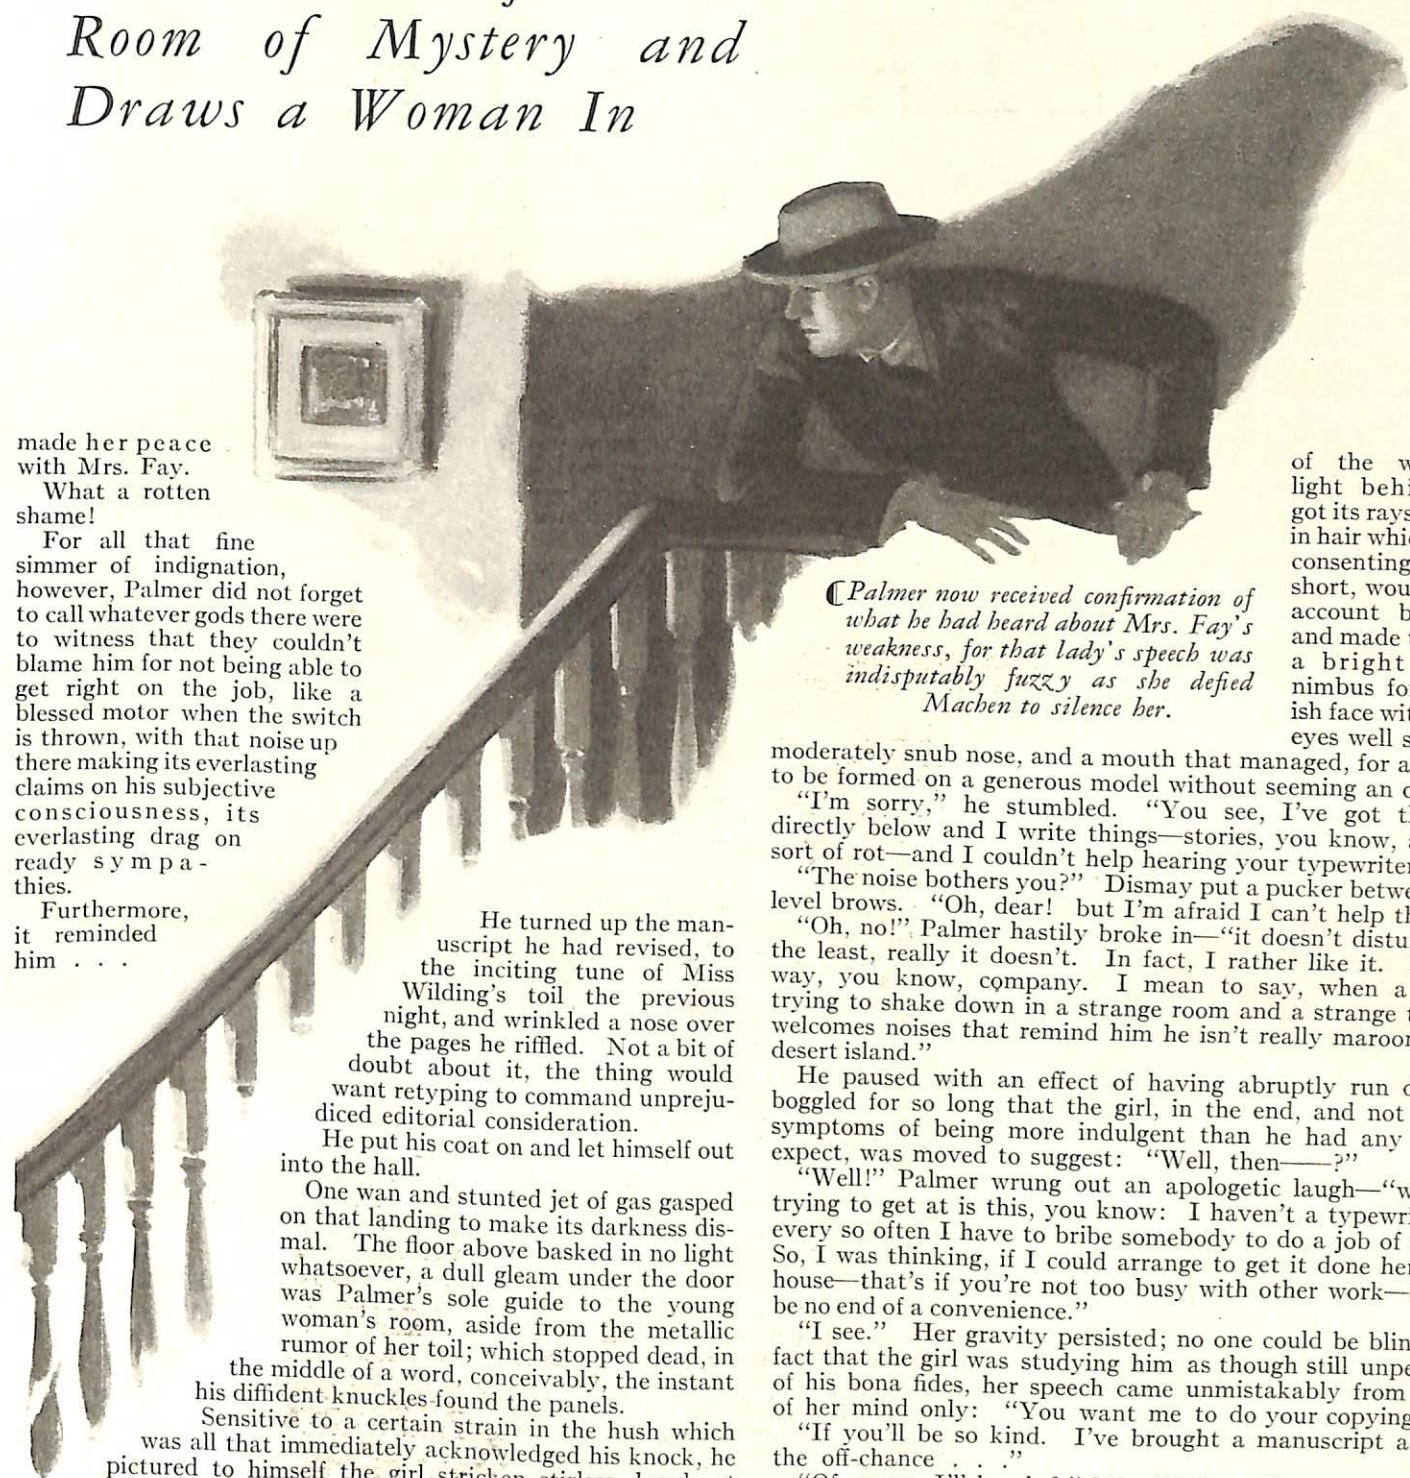 Room of Mystery and
Draws a Woman In
made her peace
with Mrs. Fay.
What a rotten
shame!
For all that fine
simmer of indignation,
however, Palmer did not forget
to call whatever gods there were
to witness that they couldn't
blame him for not being able to
get right on the job, like a
blessed motor when the switch
is thrown, with that noise up
there making its everlasting
claims on his subjective
consciousness, its
everlasting drag on
ready sympa-
thies.
Furthermore,
it reminded
him . . .
He turned up the man-
uscript he had revised, to
the inciting tune of Miss
Wilding's toil the previous
night, and wrinkled a nose over
the pages he riffled. Not a bit of
doubt about it, the thing would
want retyping to command unpreju-
diced editorial consideration.
He put his coat on and let himself out
into the hall.
One wan and stunted jet of gas gasped
on that landing to make its darkness dis-
mal. The floor above basked in no light
whatsoever, a dull gleam under the door
was Palmer's sole guide to the young
woman's room, aside from the metallic
rumor of her toil; which stopped dead, in
the middle of a word, conceivably, the instant
his diffident knuckles found the panels.
Sensitive to a certain strain in the hush which
was all that immediately acknowledged his knock, he
pictured to himself the girl stricken
Palmer now received confirmation of
what he had heard about Mrs. Fay's
weakness, for that lady's speech was
indisputably fuzzy as she defied
Machen to silence her.
of the
light
got its rays
in hair
consenting
short,
account
and made
a bright
nimbus
ish face
eyes well
moderately snub nose, and a mouth that managed, for
to be formed on a generous model without seeming an
"I'm sorry," he stumbled. "You see, I've got
directly below and I write things—stories, you know,
sort of rot—and I couldn't help hearing your typewriter
"The noise bothers you?" Dismay put a pucker
level brows. "Oh, dear! but I'm afraid I can't help
"Oh, no!" Palmer hastily broke in—"it doesn't
the least, really it doesn't. In fact, I rather like it.
way, you know, company. I mean to say, when a
trying to shake down in a strange room and a strange
welcomes noises that remind him he isn't really
desert island."
He paused with an effect of having abruptly run
boggled for so long that the girl, in the end, and not
symptoms of being more indulgent than he had any
expect, was moved to suggest: "Well, then——?"
"Well!" Palmer wrung out an apologetic laugh—
trying to get at is this, you know: I haven't a
every so often I have to bribe somebody to do a job of
So, I was thinking, if I could arrange to get it done
house—that's if you're not too busy with other work—
be no end of a convenience."
"I see." Her gravity persisted; no one could be
fact that the girl was studying him as though still
of his bona fides, her speech came unmistakably from
of her mind only: "You want me to do your copying
"If you'll be so kind. I've brought a manuscript
the off-chance . . ."